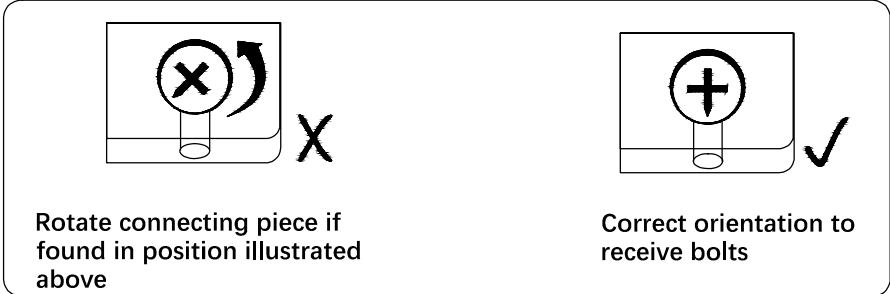 Rotate connecting piece if
found in position illustrated
above
Correct orientation to
receive bolts